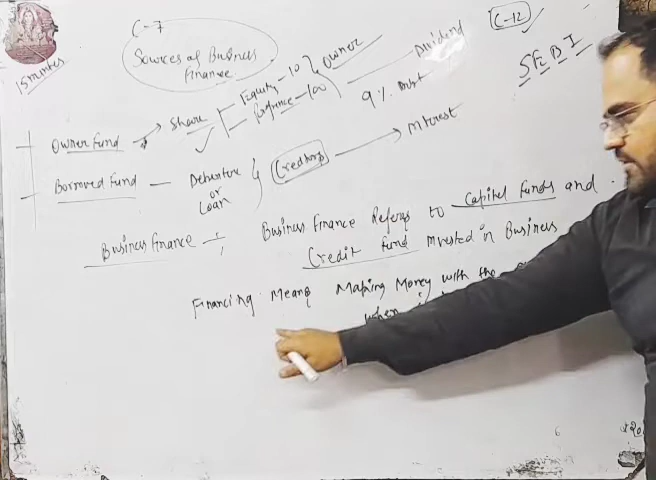 C-7
C-12
15 minutes
Sources of Business
Finance
SEBI
Equity - 10
Preference - 100
Owner
Dividend
9% Must
Owner Fund
Share
Borrowed Fund - Debenture
or
Loan
Creditors
Interest
Business Finance Business Finance Refers to Capital Funds and
Credit fund Invested in Business
Financing Means Making Money with the
when